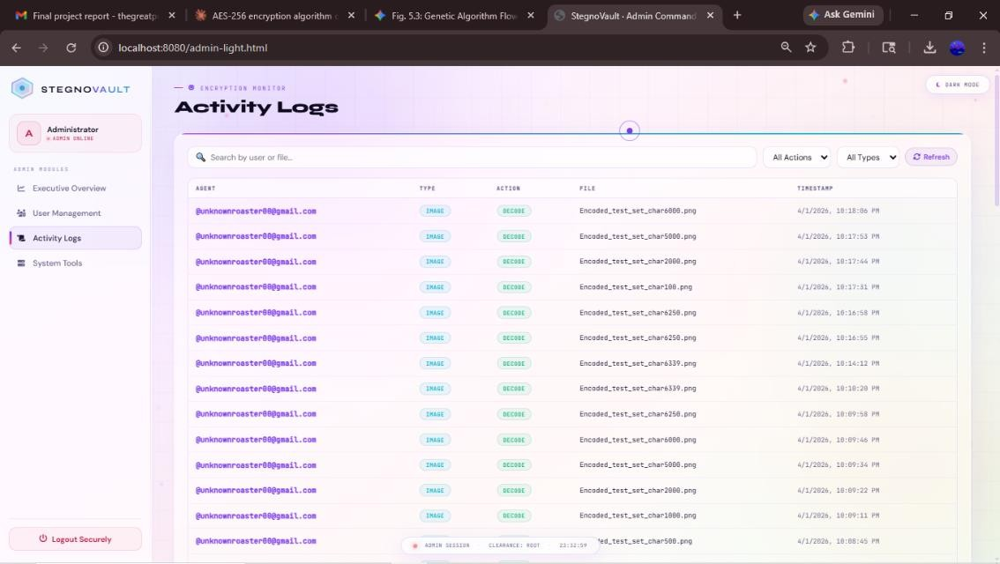 Final project report - thegreatp
AES-256 encryption algorithm c
Fig. 5.3: Genetic Algorithm Flow
StegnoVault · Admin Command
Ask Gemini
localhost:8080/admin-light.html
STEGNOVAULT
ENCRYPTION MONITOR
DARK MODE
Activity Logs
A
Administrator
ADMIN ONLINE
ADMIN MODULES
Executive Overview
User Management
Activity Logs
System Tools
Logout Securely
Search by user or file…
All Actions
All Types
Refresh
AGENT TYPE ACTION FILE TIMESTAMP
@unknownroaster00@gmail.com IMAGE DECODE Encoded_test_set_char6000.png 4/1/2026, 10:18:06 PM
@unknownroaster00@gmail.com IMAGE DECODE Encoded_test_set_char5000.png 4/1/2026, 10:17:53 PM
@unknownroaster00@gmail.com IMAGE DECODE Encoded_test_set_char2000.png 4/1/2026, 10:17:44 PM
@unknownroaster00@gmail.com IMAGE DECODE Encoded_test_set_char100.png 4/1/2026, 10:17:31 PM
@unknownroaster00@gmail.com IMAGE DECODE Encoded_test_set_char6250.png 4/1/2026, 10:16:58 PM
@unknownroaster00@gmail.com IMAGE DECODE Encoded_test_set_char6250.png 4/1/2026, 10:16:55 PM
@unknownroaster00@gmail.com IMAGE DECODE Encoded_test_set_char6339.png 4/1/2026, 10:14:12 PM
@unknownroaster00@gmail.com IMAGE DECODE Encoded_test_set_char6339.png 4/1/2026, 10:10:20 PM
@unknownroaster00@gmail.com IMAGE DECODE Encoded_test_set_char6250.png 4/1/2026, 10:09:58 PM
@unknownroaster00@gmail.com IMAGE DECODE Encoded_test_set_char6000.png 4/1/2026, 10:09:46 PM
@unknownroaster00@gmail.com IMAGE DECODE Encoded_test_set_char5000.png 4/1/2026, 10:09:34 PM
@unknownroaster00@gmail.com IMAGE DECODE Encoded_test_set_char2000.png 4/1/2026, 10:09:22 PM
@unknownroaster00@gmail.com IMAGE DECODE Encoded_test_set_char1000.png 4/1/2026, 10:09:11 PM
@unknownroaster00@gmail.com ded_test_set_char500.png 4/1/2026, 10:08:45 PM
ADMIN SESSION · CLEARANCE: ROOT · 23:32:59